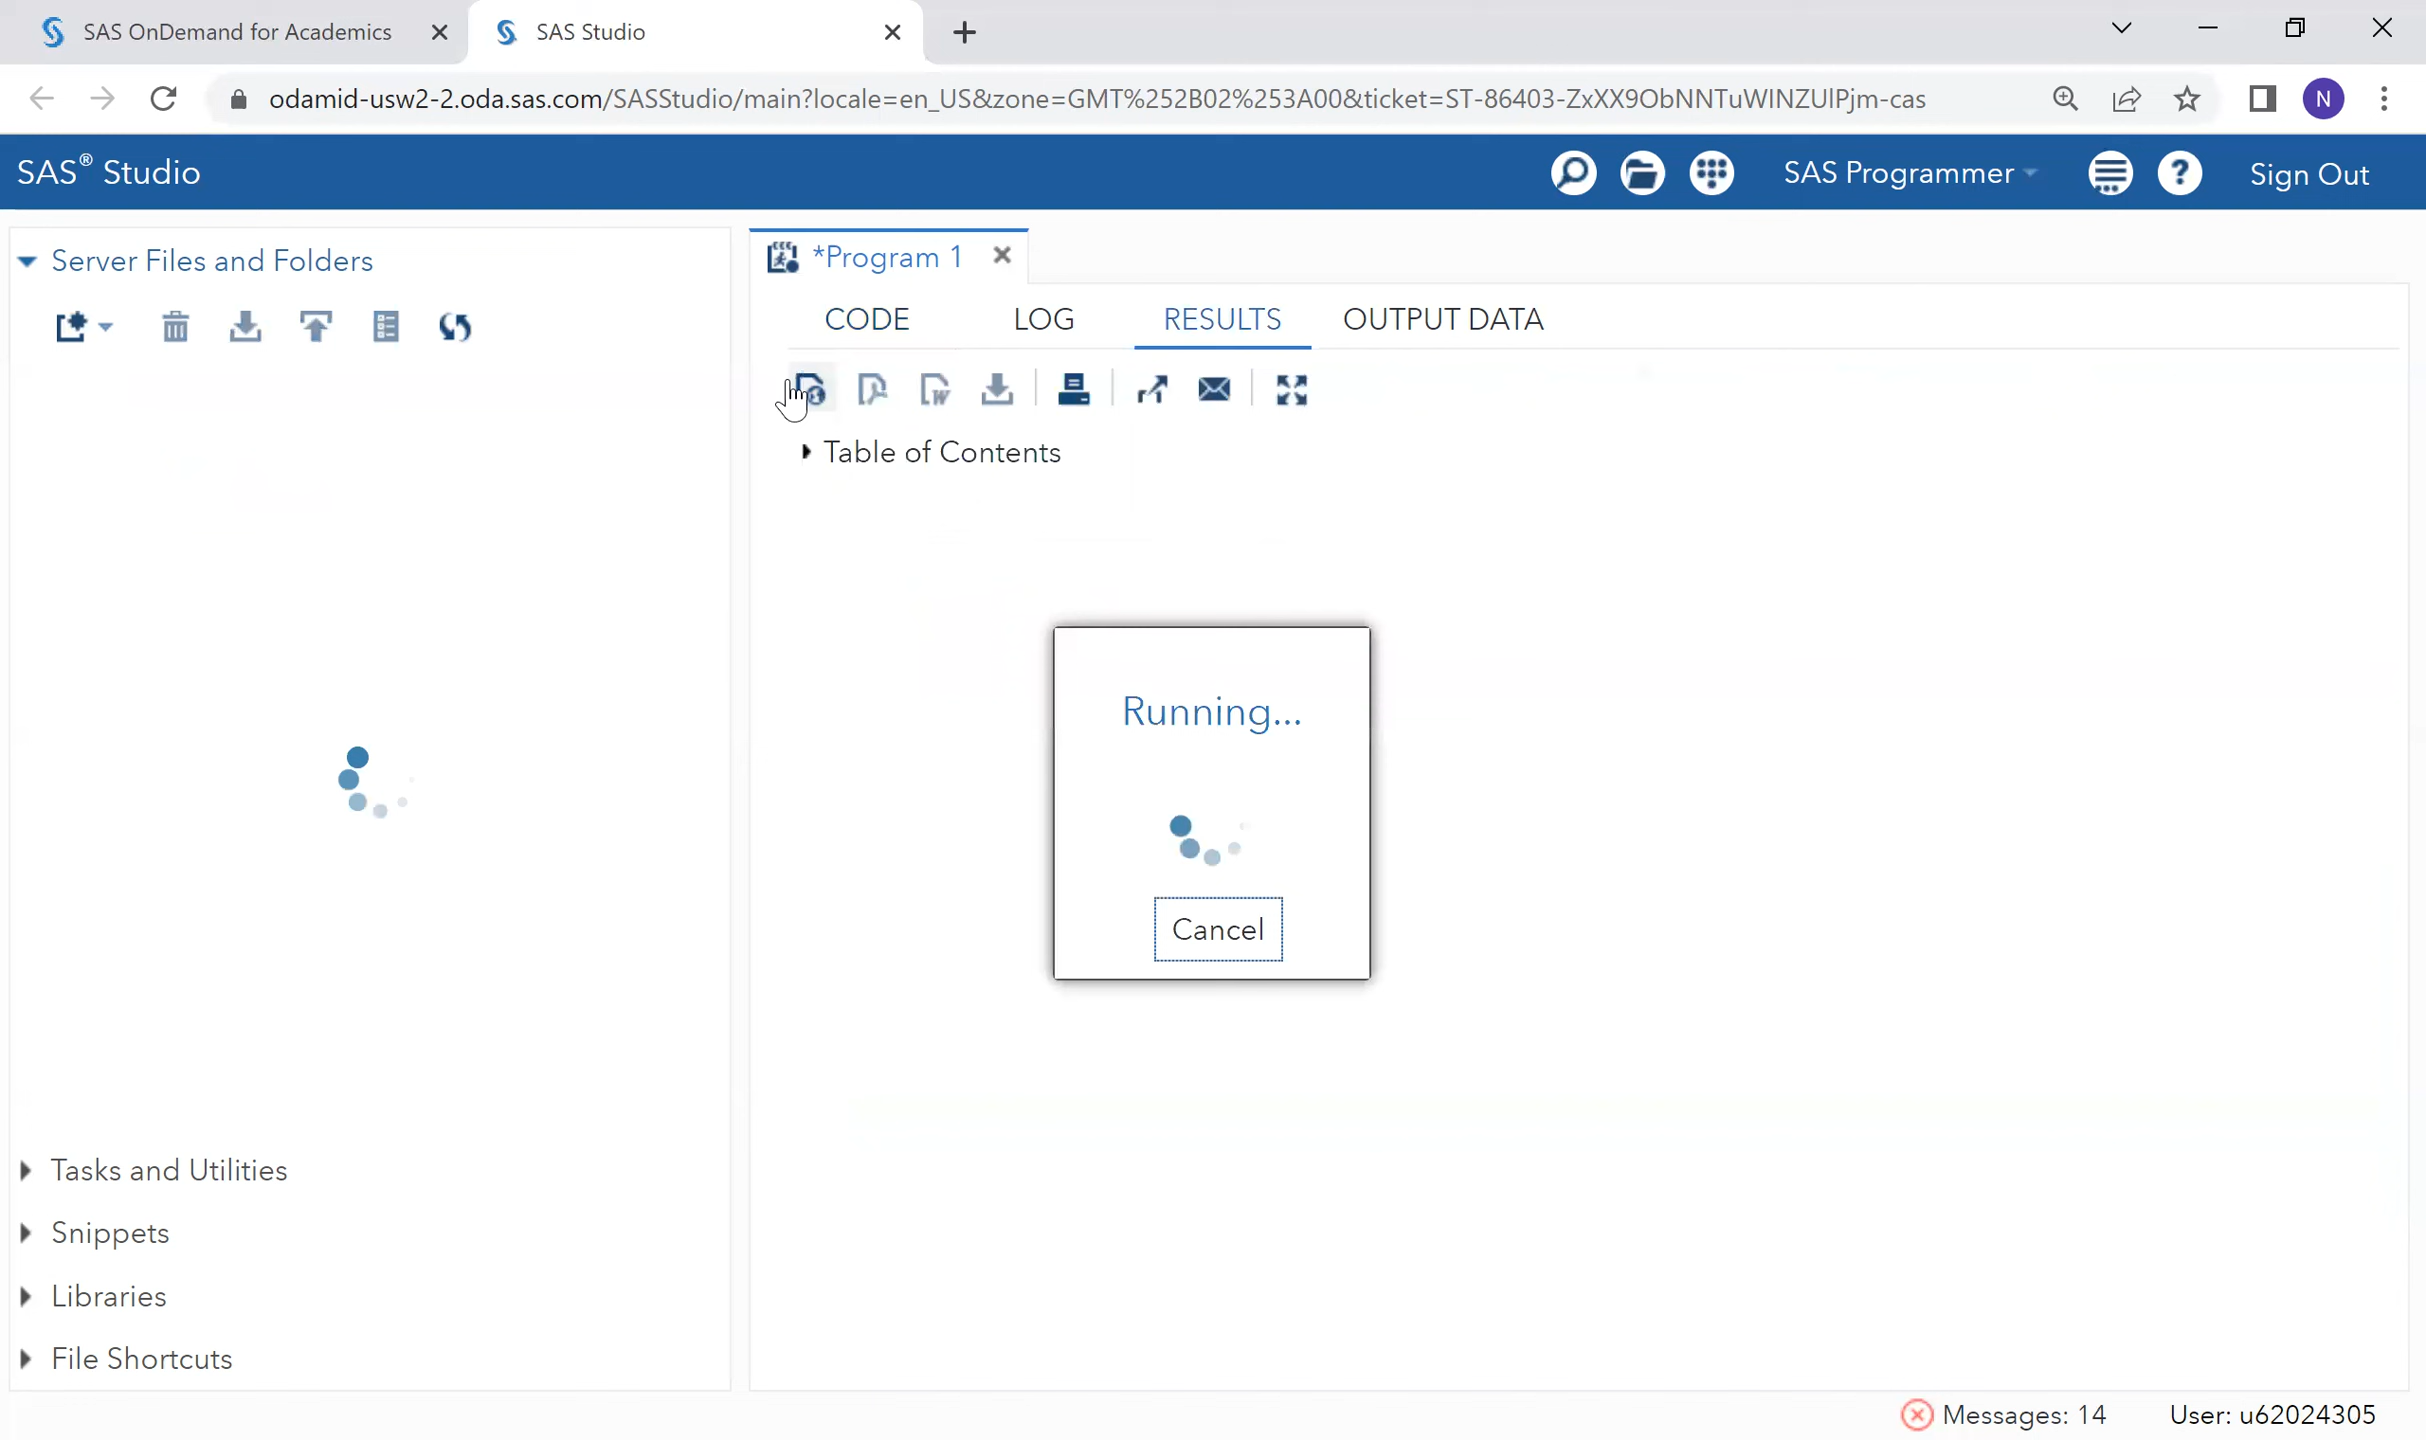 SAS OnDemand for Academics
SAS Studio
odamid-usw2-2.oda.sas.com/SASStudio/main?locale=en_US&zone=GMT%252B02%253A00&ticket=ST-86403-ZxXX9ObNNTuWINZUIPjm-cas
N
SAS® Studio
SAS Programmer
?
Sign Out
Server Files and Folders
*Program 1
CODE
LOG
RESULTS
OUTPUT DATA
Table of Contents
Running...
Cancel
Tasks and Utilities
Snippets
Libraries
File Shortcuts
Messages: 14
User: u62024305